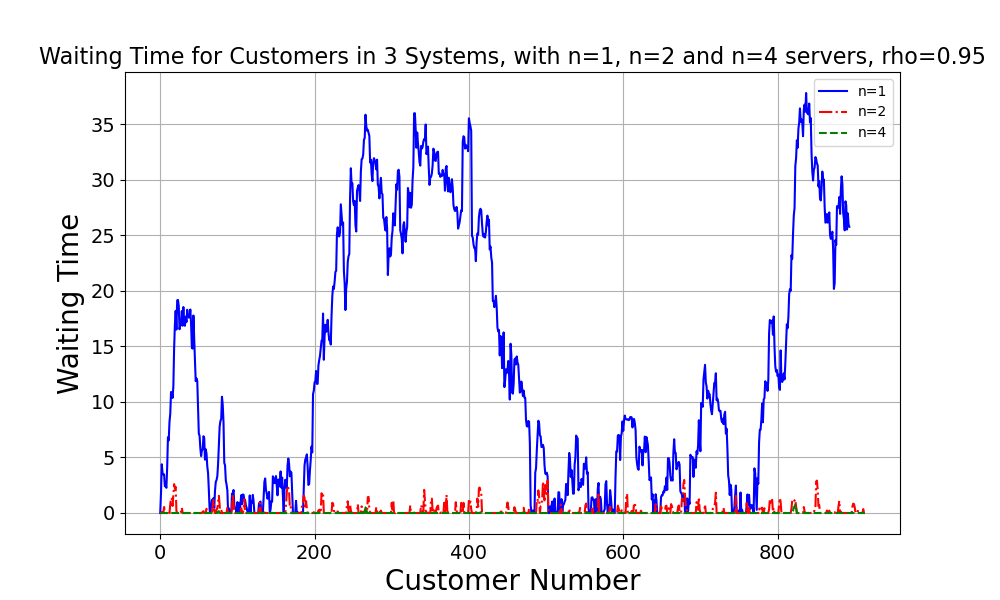 Waiting Time for Customers in 3 Systems, with n=1, n=2 and n=4 servers, rho=0.95
n=1
n=2
n=4
35
30
25
20
15
10
5
0
Waiting Time
0 200 400 600 800
Customer Number